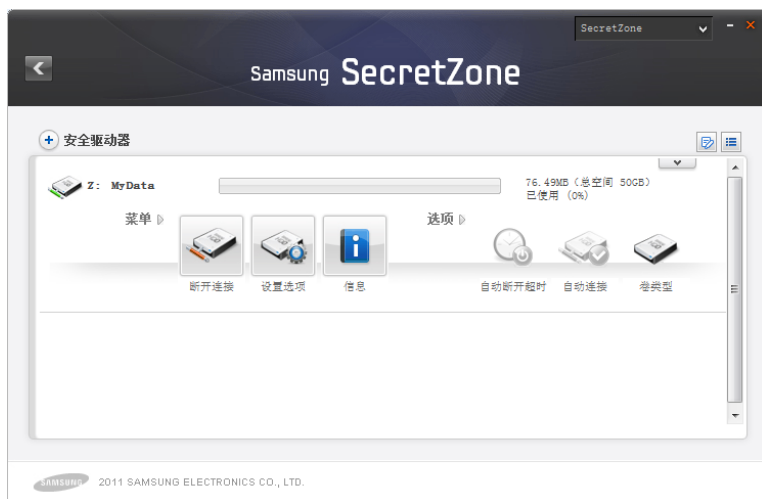 SecretZone
Samsung SecretZone
安全驱动器
Z: MyData
76.49MB（总空间 50GB）
已使用 (0%)
菜单
选项
断开连接 设置选项 信息 自动断开超时 自动连接 卷类型
SAMSUNG 2011 SAMSUNG ELECTRONICS CO., LTD.